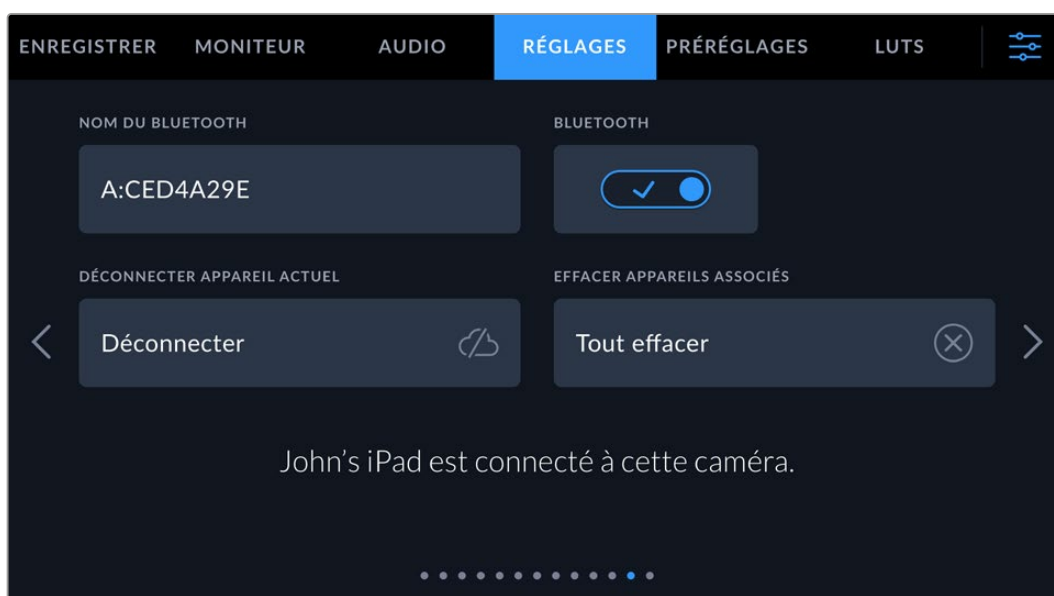 ENREGISTRER MONITEUR AUDIO RÉGLAGES PRÉRÉGLAGES LUTS
NOM DU BLUETOOTH BLUETOOTH
A:CED4A29E
DÉCONNECTER APPAREIL ACTUEL EFFACER APPAREILS ASSOCIÉS
Déconnecter Tout effacer
John’s iPad est connecté à cette caméra.